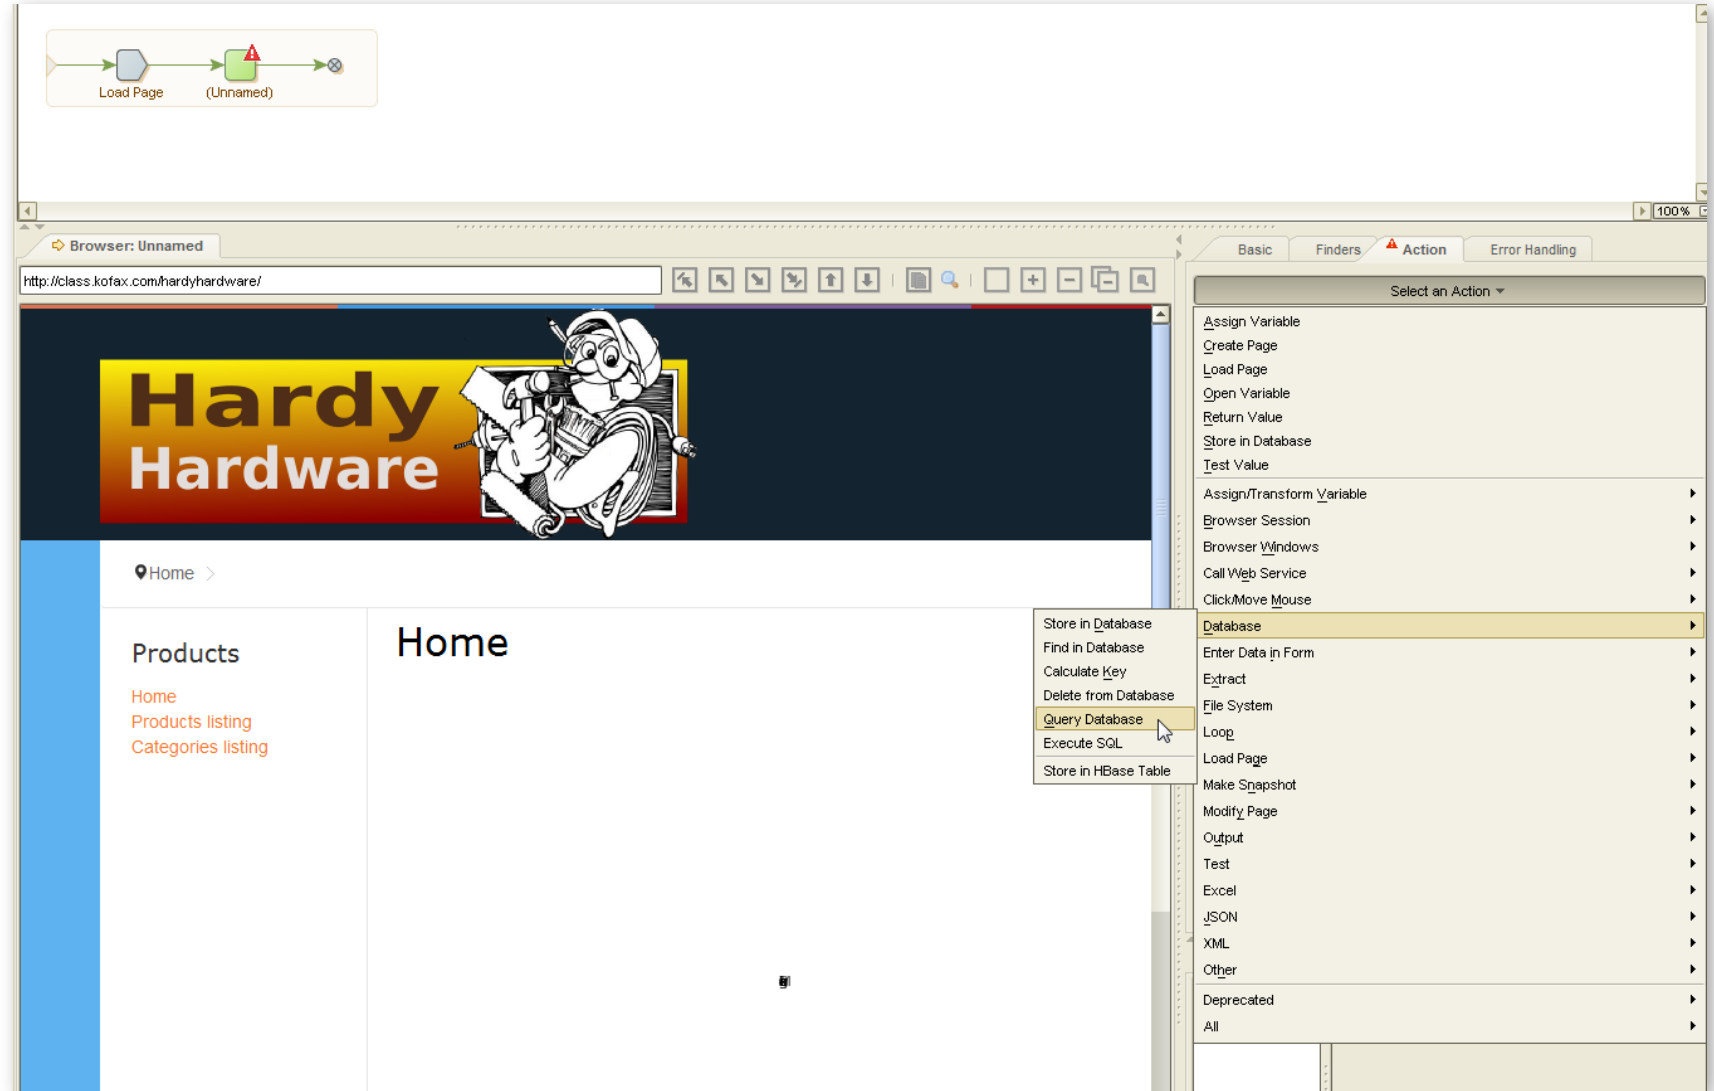 Load Page
(Unnamed)
100%
Browser: Unnamed
Basic
Finders
Action
Error Handling
http://class.kofax.com/hardyhardware/
Select an Action
Hardy
Hardware
Home
Products
Home
Products listing
Categories listing
Home
Store in Database
Find in Database
Calculate Key
Delete from Database
Query Database
Execute SQL
Store in HBase Table
Assign Variable
Create Page
Load Page
Open Variable
Return Value
Store in Database
Test Value
Assign/Transform Variable
Browser Session
Browser Windows
Call Web Service
Click/Move Mouse
Database
Enter Data in Form
Extract
File System
Loop
Load Page
Make Snapshot
Modify Page
Output
Test
Excel
JSON
XML
Other
Deprecated
All